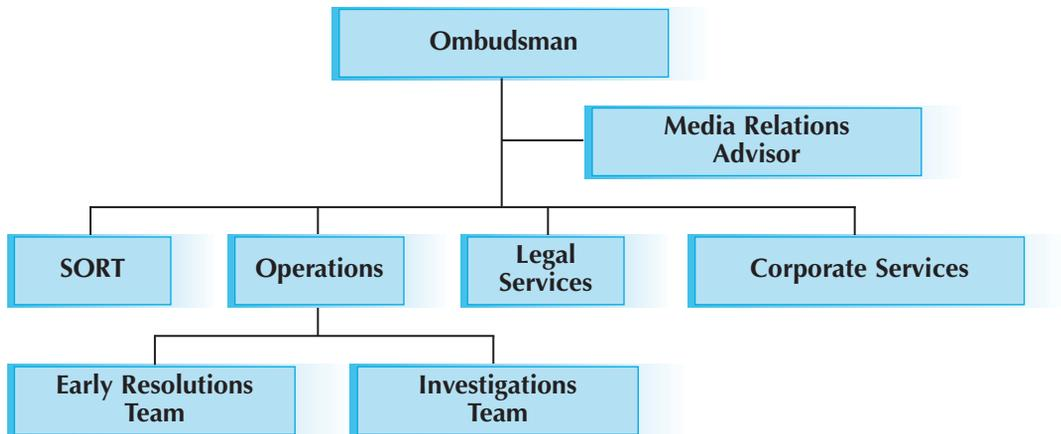 Ombudsman
Media Relations
Advisor
SORT
Operations
Legal
Services
Corporate Services
Early Resolutions
Team
Investigations
Team